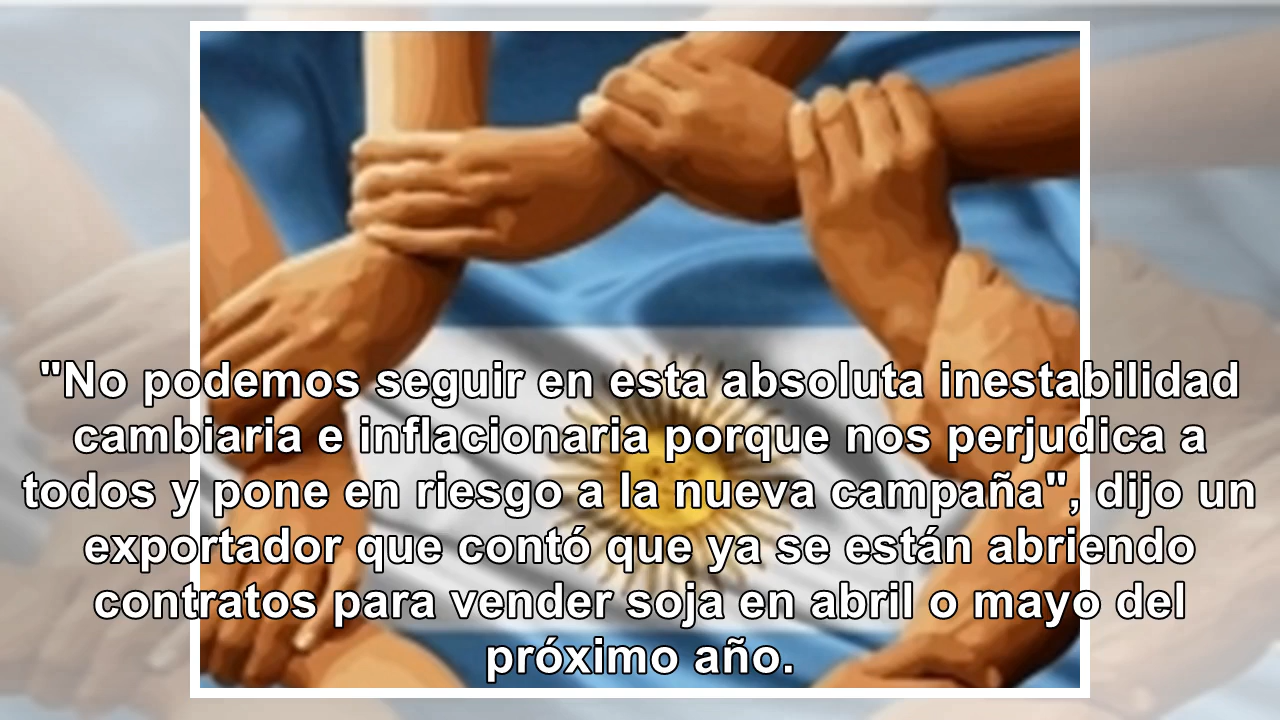 "No podemos seguir en esta absoluta inestabilidad
cambiaria e inflacionaria porque nos perjudica a
todos y pone en riesgo a la nueva campaña", dijo un
exportador que contó que ya se están abriendo
contratos para vender soja en abril o mayo del
próximo año.